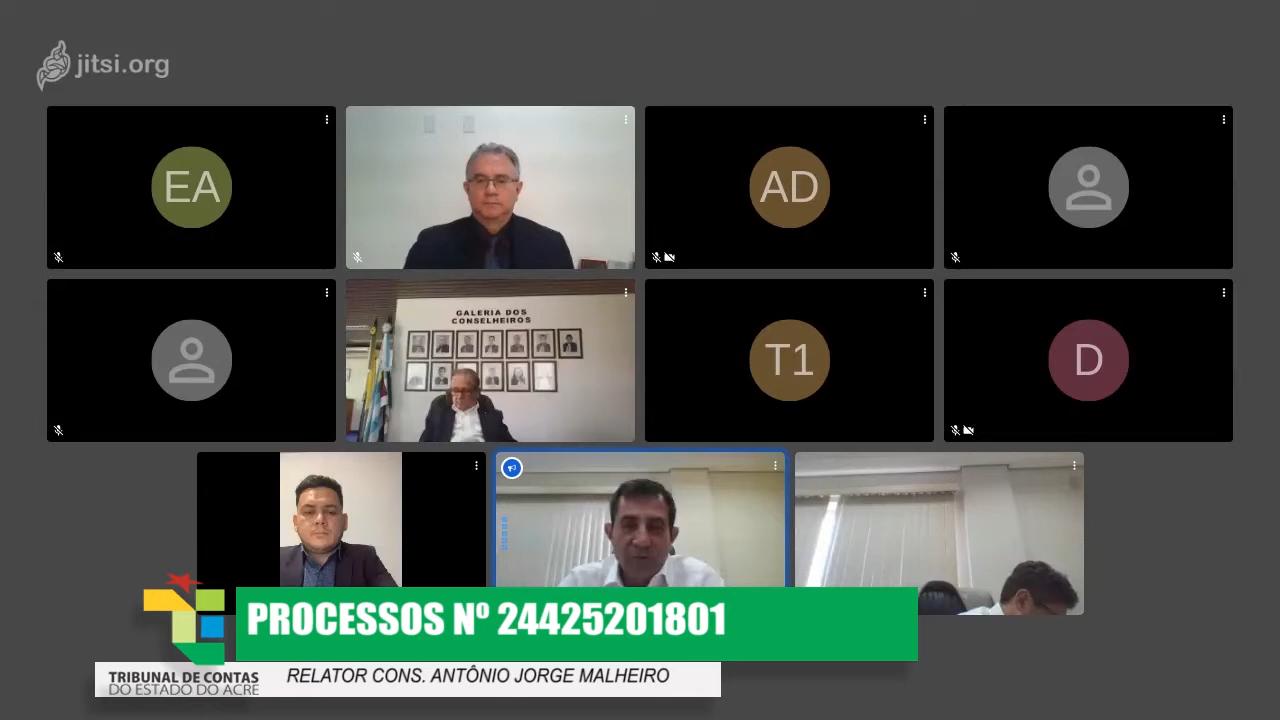 jitsi.org
EA
AD
GALERIA DOS
CONSELHEIROS
T1
D
PROCESSOS Nº 24425201801
TRIBUNAL DE CONTAS
DO ESTADO DO ACRE
RELATOR CONS. ANTÔNIO JORGE MALHEIRO